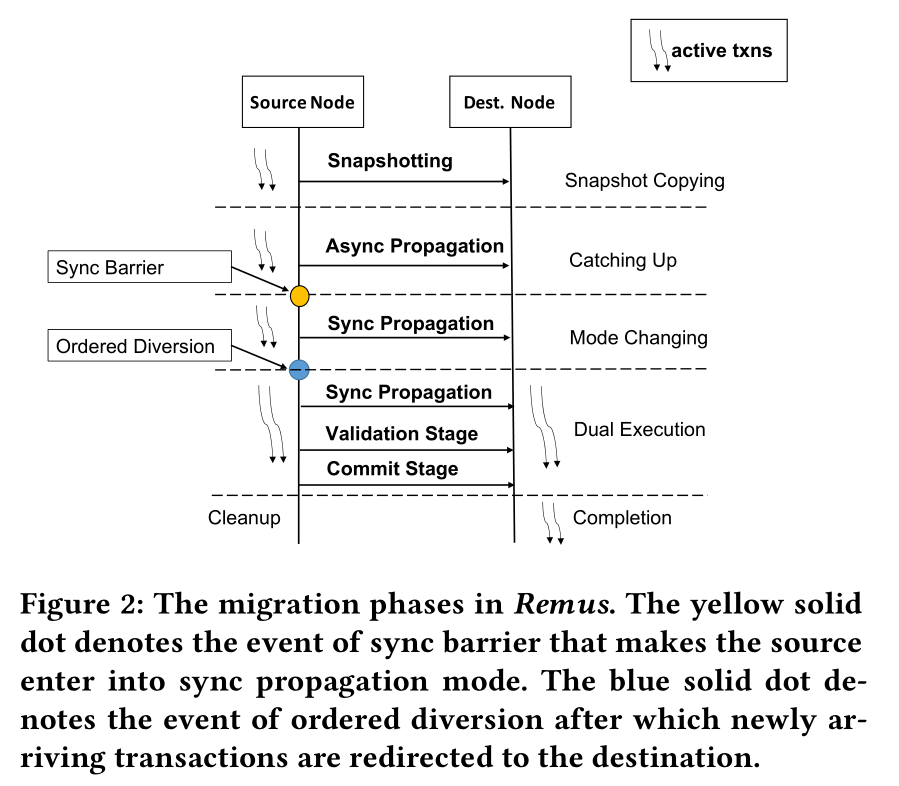 active txns
Source Node
Dest. Node
Snapshotting
Snapshot Copying
Async Propagation
Catching Up
Sync Barrier
Sync Propagation
Mode Changing
Ordered Diversion
Sync Propagation
Validation Stage
Dual Execution
Commit Stage
Cleanup
Completion
Figure 2: The migration phases in Remus. The yellow solid
dot denotes the event of sync barrier that makes the source
enter into sync propagation mode. The blue solid dot de-
notes the event of ordered diversion after which newly ar-
riving transactions are redirected to the destination.